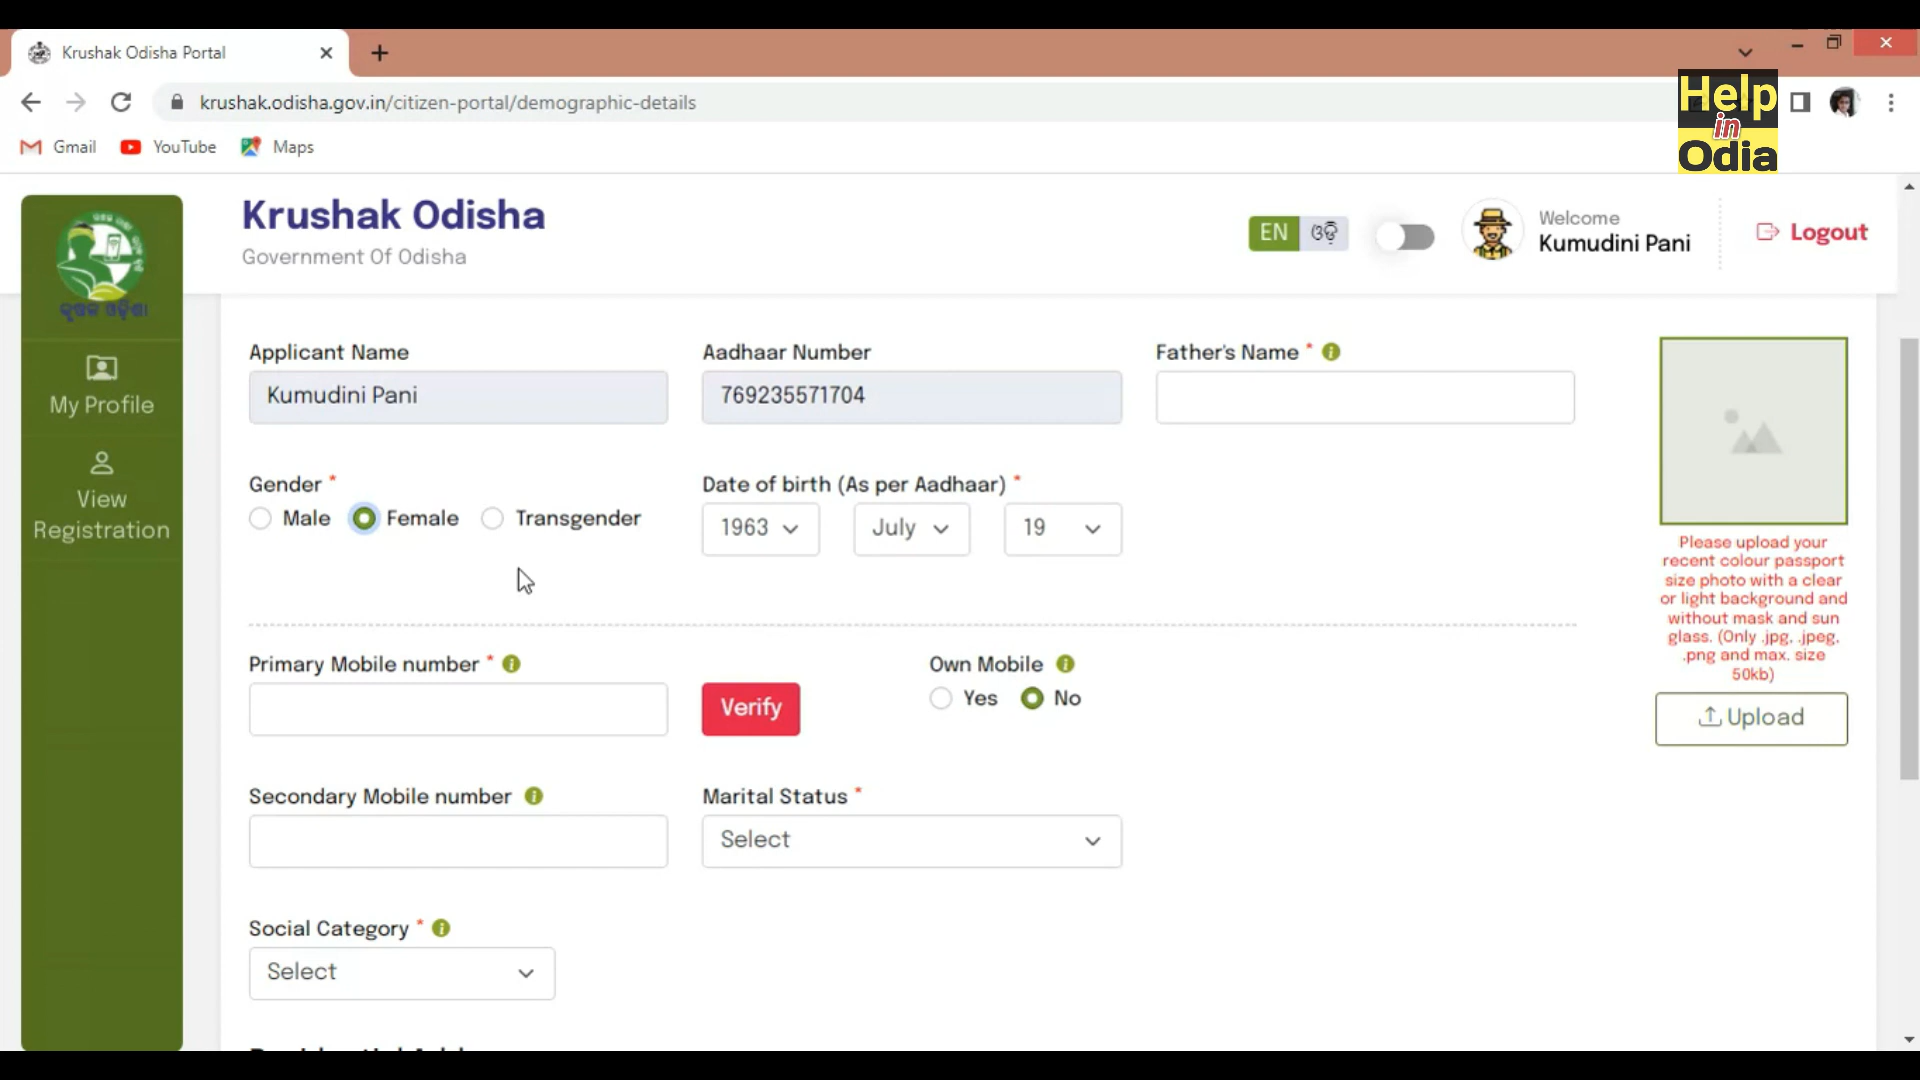 Krushak Odisha Portal
krushak.odisha.gov.in/citizen-portal/demographic-details
Help
in
Odia
Gmail
YouTube
Maps
Krushak Odisha
Government Of Odisha
EN
ଓଡ଼ି
Welcome
Kumudini Pani
Logout
କୃଷକ ଓଡ଼ିଶା
My Profile
View
Registration
Applicant Name
Kumudini Pani
Aadhaar Number
769235571704
Father's Name *
Gender *
Male
Female
Transgender
Date of birth (As per Aadhaar) *
1963
July
19
Please upload your
recent colour passport
size photo with a clear
or light background and
without mask and sun
glass. (Only .jpg, .jpeg,
.png and max. size
50kb)
Upload
Primary Mobile number *
Verify
Own Mobile
Yes
No
Secondary Mobile number
Marital Status *
Select
Social Category *
Select